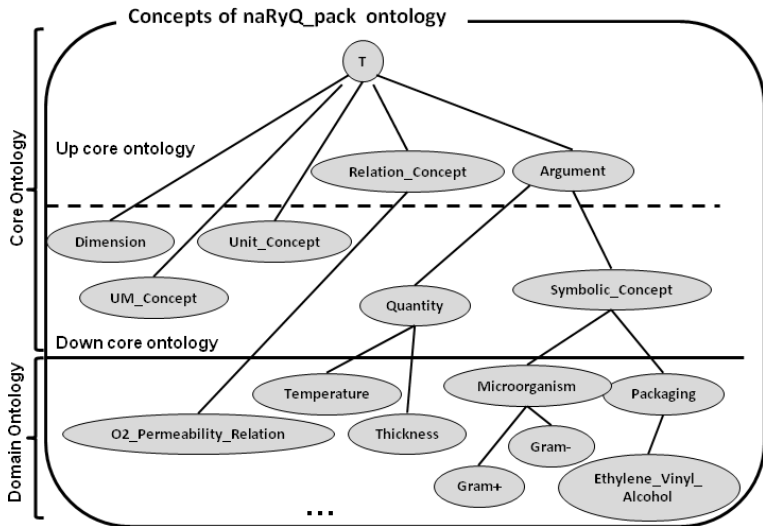 Concepts of naRyQ_pack ontology
T
Core Ontology
Up core ontology
Relation_Concept
Argument
Dimension
Unit_Concept
UM_Concept
Quantity
Symbolic_Concept
Down core ontology
Domain Ontology
Temperature
Microorganism
Packaging
O2_Permeability_Relation
Thickness
Gram-
Gram+
Ethylene_Vinyl_
Alcohol
...